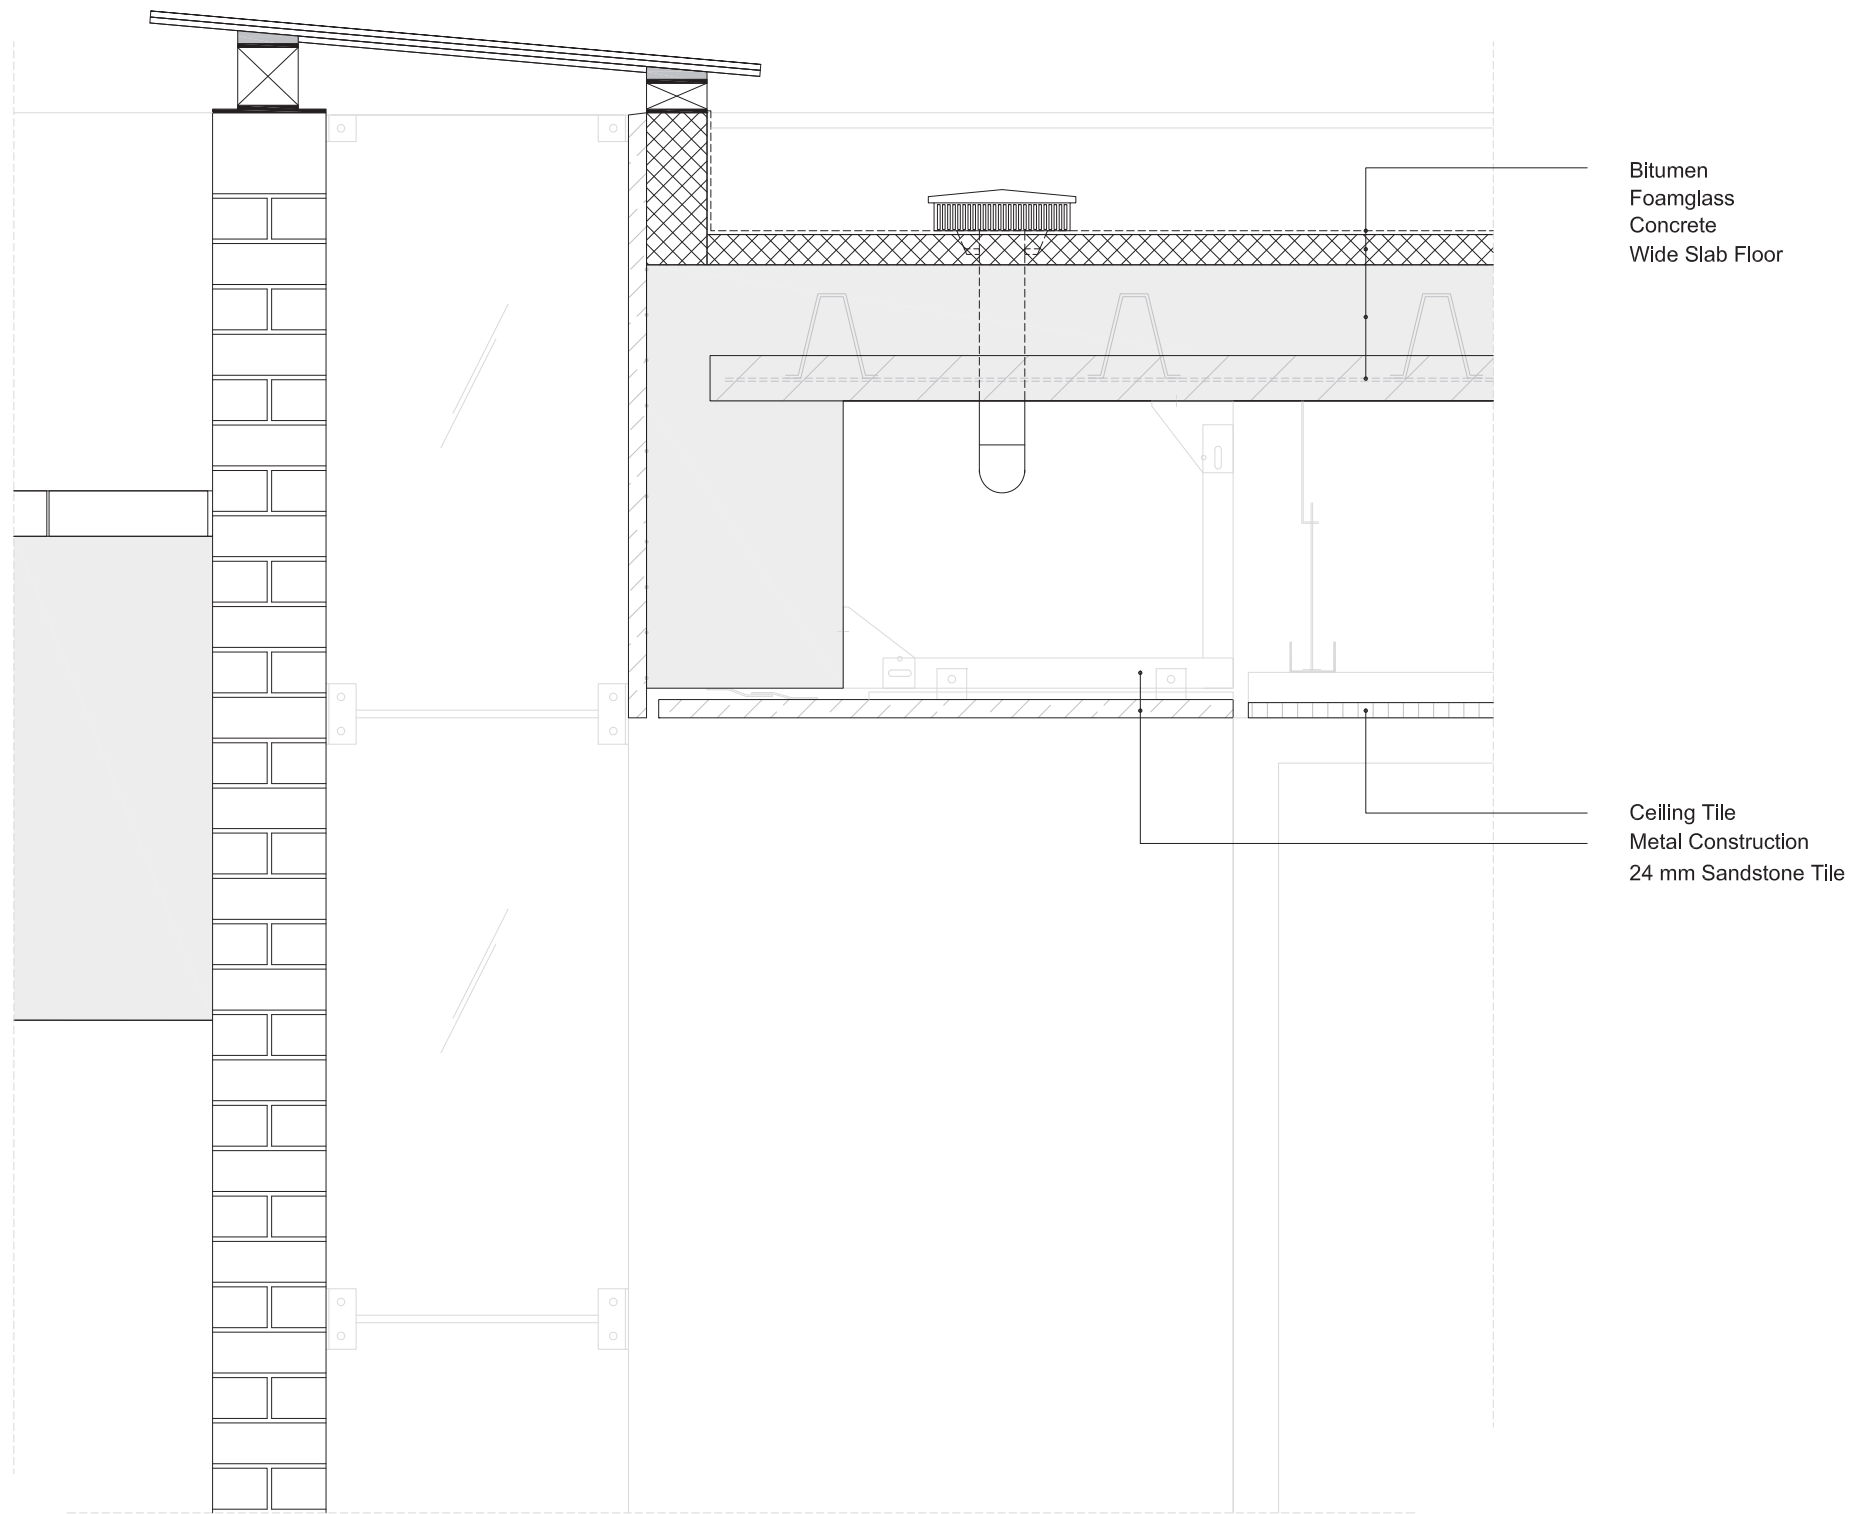 Bitumen
Foamglass
Concrete
Wide Slab Floor
Ceiling Tile
Metal Construction
24 mm Sandstone Tile